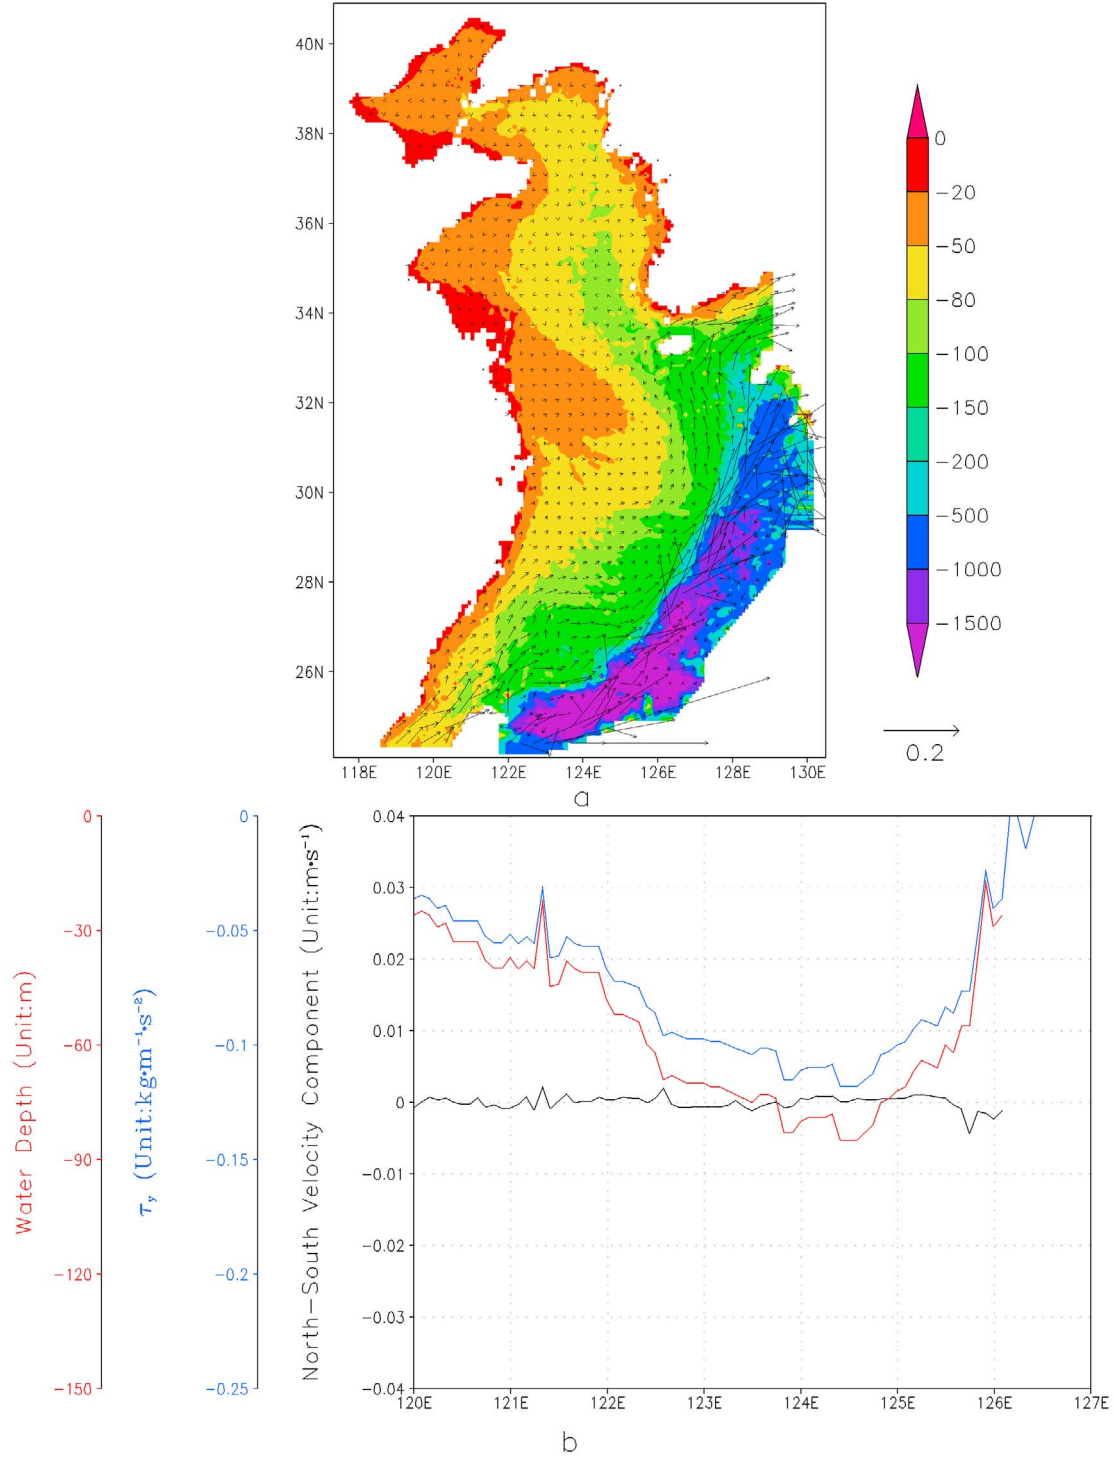 40N
38N
36N
34N
32N
30N
28N
26N
118E 120E 122E 124E 126E 128E 130E
a
0
−20
−50
−80
−100
−150
−200
−500
−1000
−1500
0.2
Water Depth (Unit:m)
0
−30
−60
−90
−120
−150
τy (Unit:kg•m⁻¹•s⁻²)
0
−0.05
−0.1
−0.15
−0.2
−0.25
North−South Velocity Component (Unit:m•s⁻¹)
0.04
0.03
0.02
0.01
0
−0.01
−0.02
−0.03
−0.04
120E 121E 122E 123E 124E 125E 126E 127E
b